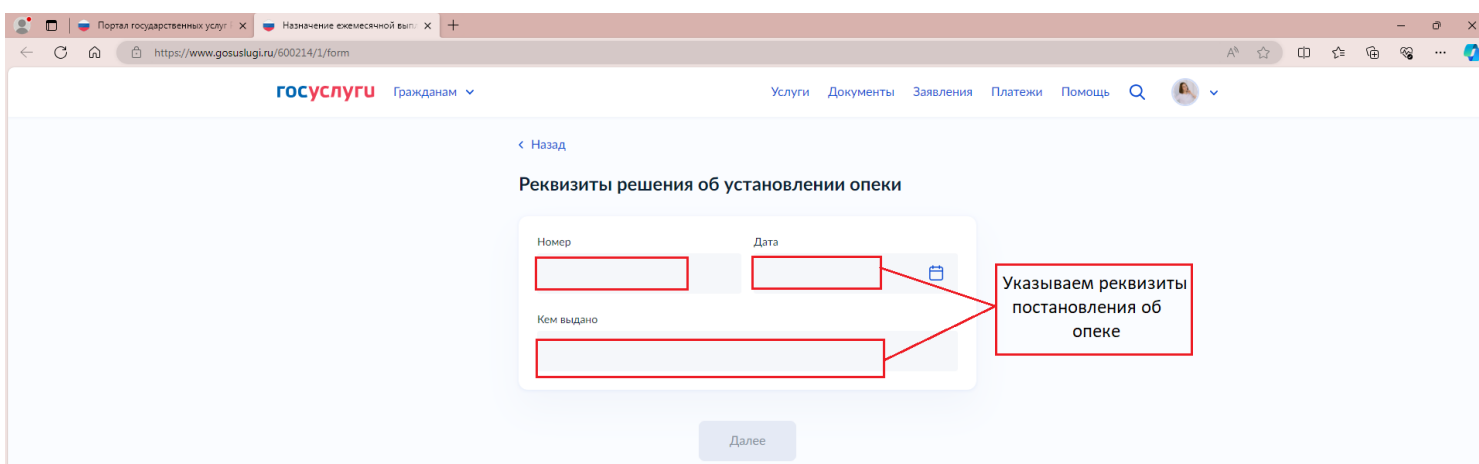 Портал государственных услуг
Назначение ежемесячной вып
https://www.gosuslugi.ru/600214/1/form
госуслуги
Гражданам
Услуги Документы Заявления Платежи Помощь
Назад
Реквизиты решения об установлении опеки
Номер
Дата
Кем выдано
Указываем реквизиты
постановления об
опеке
Далее